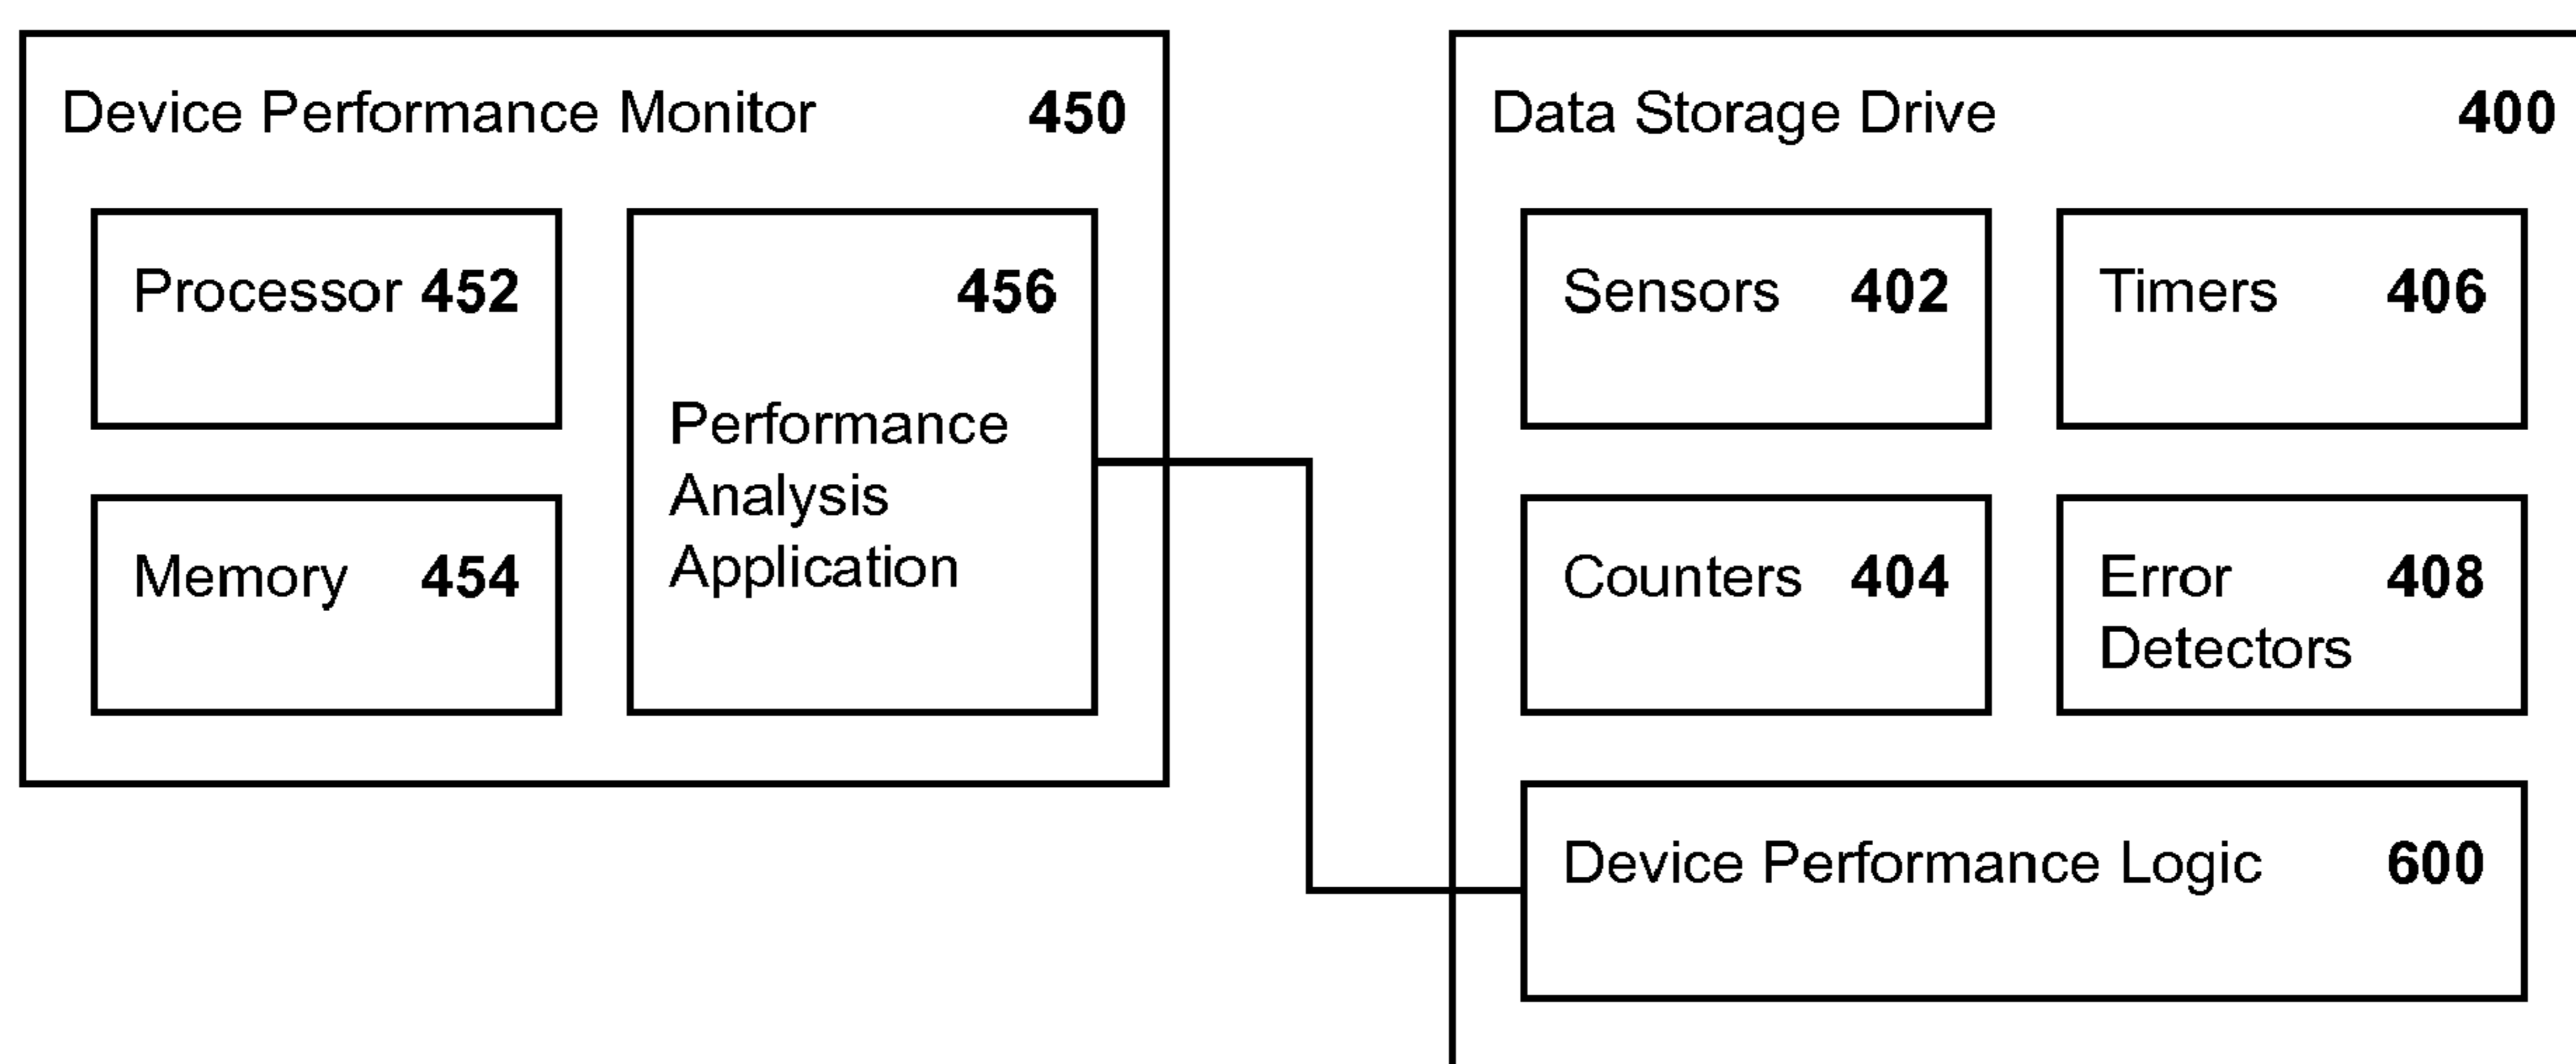 Device Performance Monitor 450
Processor 452
456
Performance
Analysis
Application
Memory 454
Data Storage Drive 400
Sensors 402
Timers 406
Counters 404
Error 408
Detectors
Device Performance Logic 600